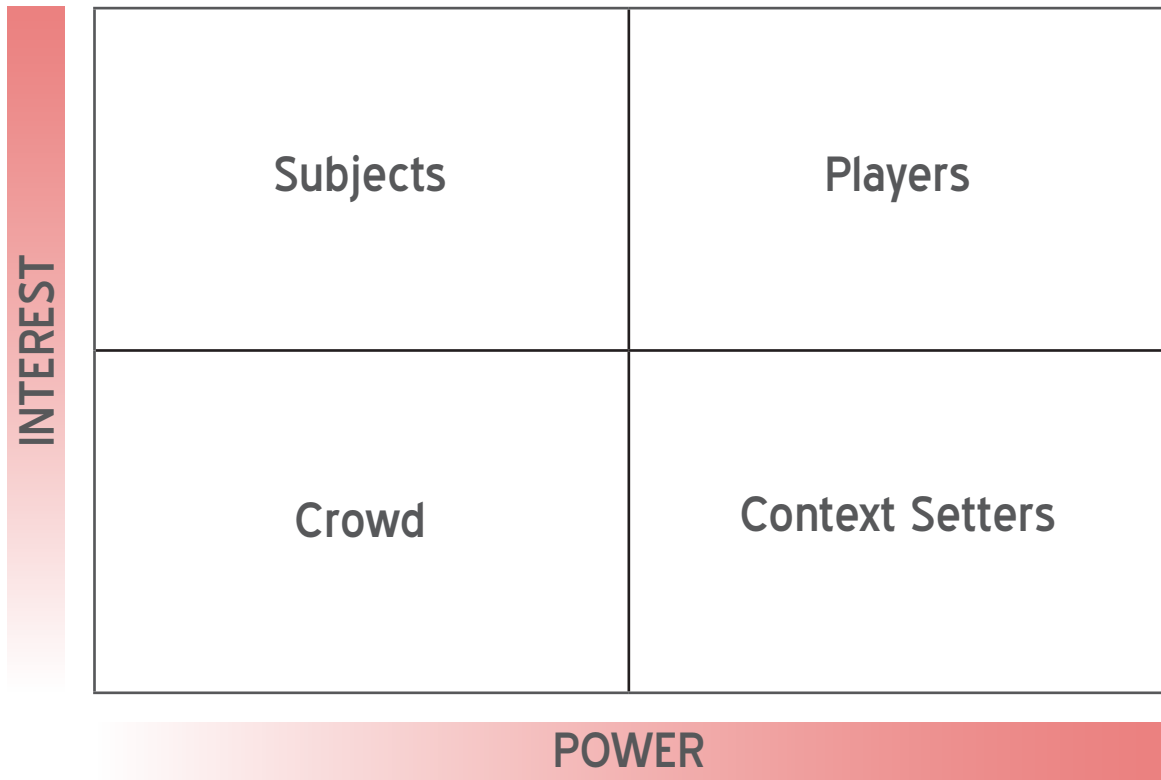 INTEREST
Subjects
Players
Crowd
Context Setters
POWER